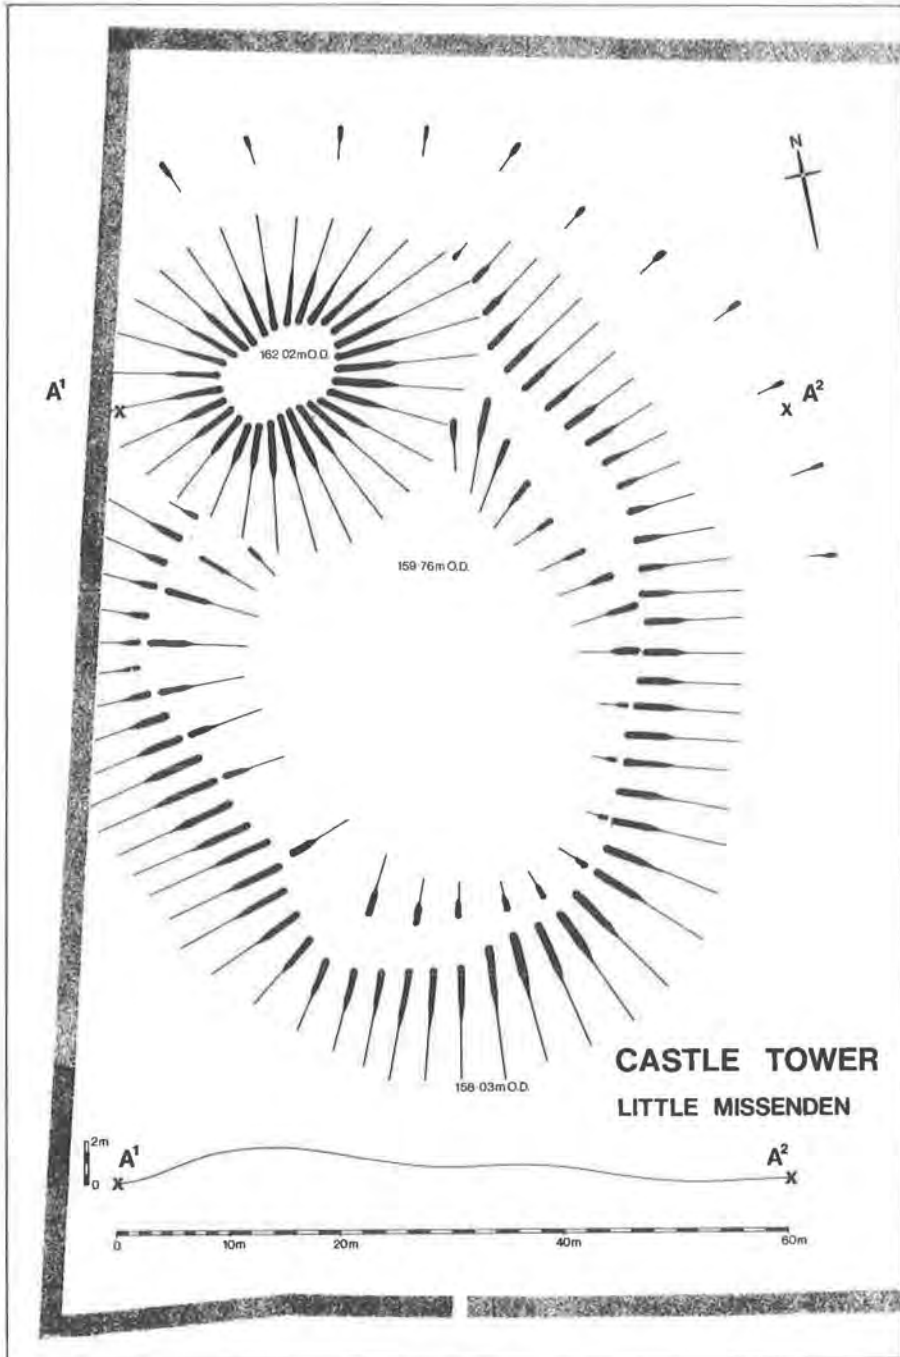 N
162·02m O.D.
A¹
X
X A²
159·76m O.D.
CASTLE TOWER
LITTLE MISSENDEN
158·03m O.D.
2m
0
A¹
X
A²
X
0 10m 20m 40m 60m